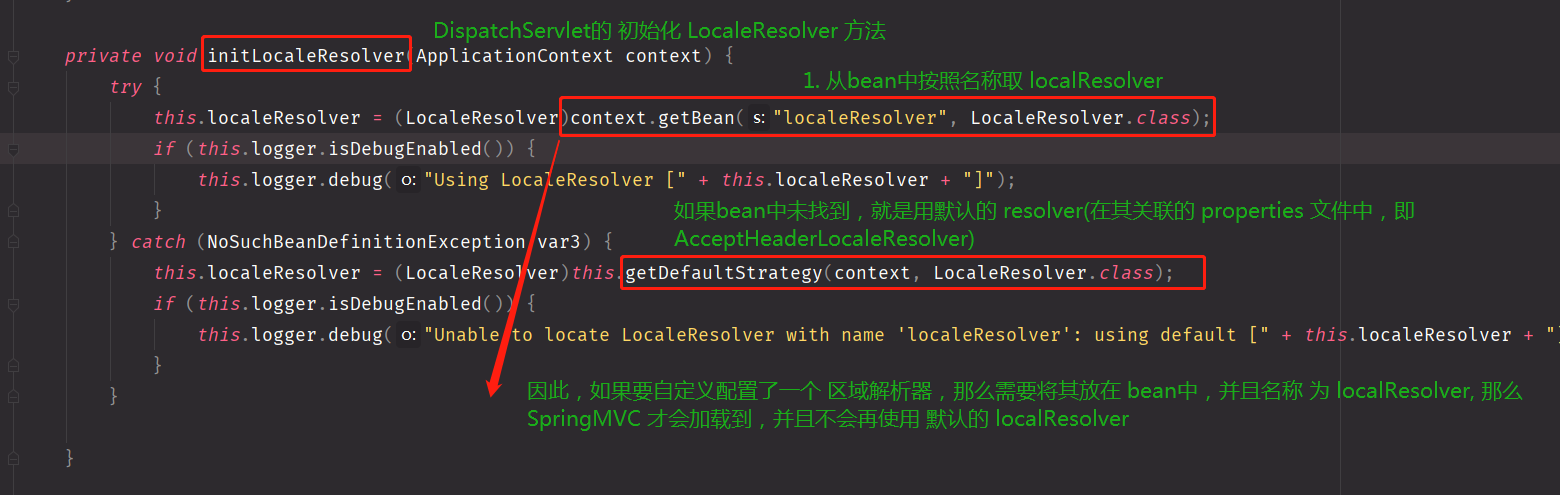 DispatchServlet的 初始化 LocaleResolver 方法
private void initLocaleResolver(ApplicationContext context) {
1. 从bean中按照名称取 localResolver
try {
this.localeResolver = (LocaleResolver)context.getBean( s: "localeResolver", LocaleResolver.class);
if (this.logger.isDebugEnabled()) {
this.logger.debug( o: "Using LocaleResolver [" + this.localeResolver + "]");
}
如果bean中未找到，就是用默认的 resolver(在其关联的 properties 文件中，即
AcceptHeaderLocaleResolver)
} catch (NoSuchBeanDefinitionException var3) {
this.localeResolver = (LocaleResolver)this.getDefaultStrategy(context, LocaleResolver.class);
if (this.logger.isDebugEnabled()) {
this.logger.debug( o: "Unable to locate LocaleResolver with name 'localeResolver': using default [" + this.localeResolver + "]
}
}
因此，如果要自定义配置了一个 区域解析器，那么需要将其放在 bean中，并且名称 为 localResolver, 那么
SpringMVC 才会加载到，并且不会再使用 默认的 localResolver
}